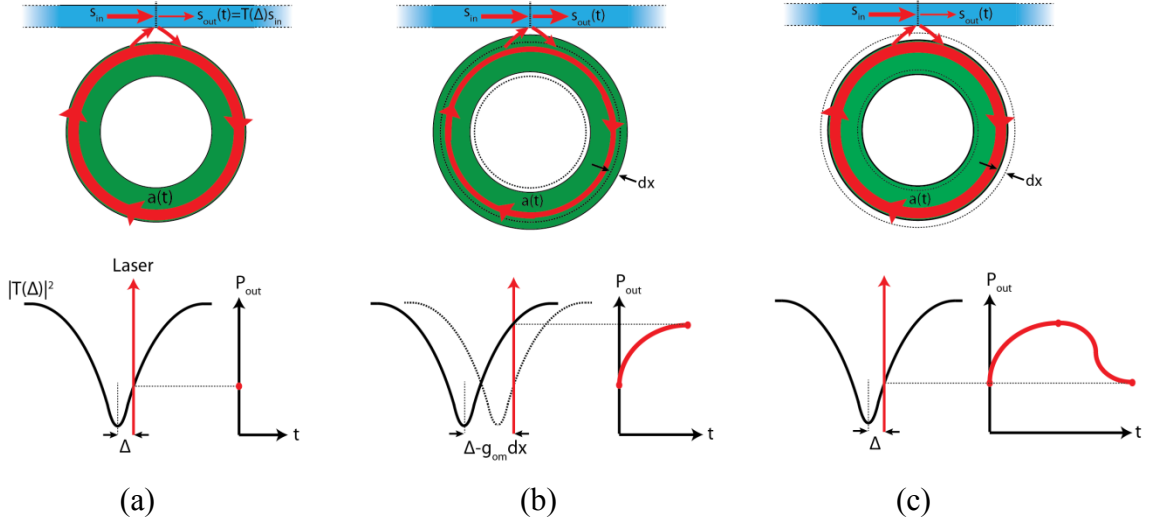 s_in s_out(t)=T(Δ)s_in
s_in s_out(t)
s_in s_out(t)
a(t)
a(t)
a(t)
dx
dx
Laser
|T(Δ)|²
P_out
P_out
P_out
Δ
t
Δ-g_om dx
t
Δ
t
(a)
(b)
(c)